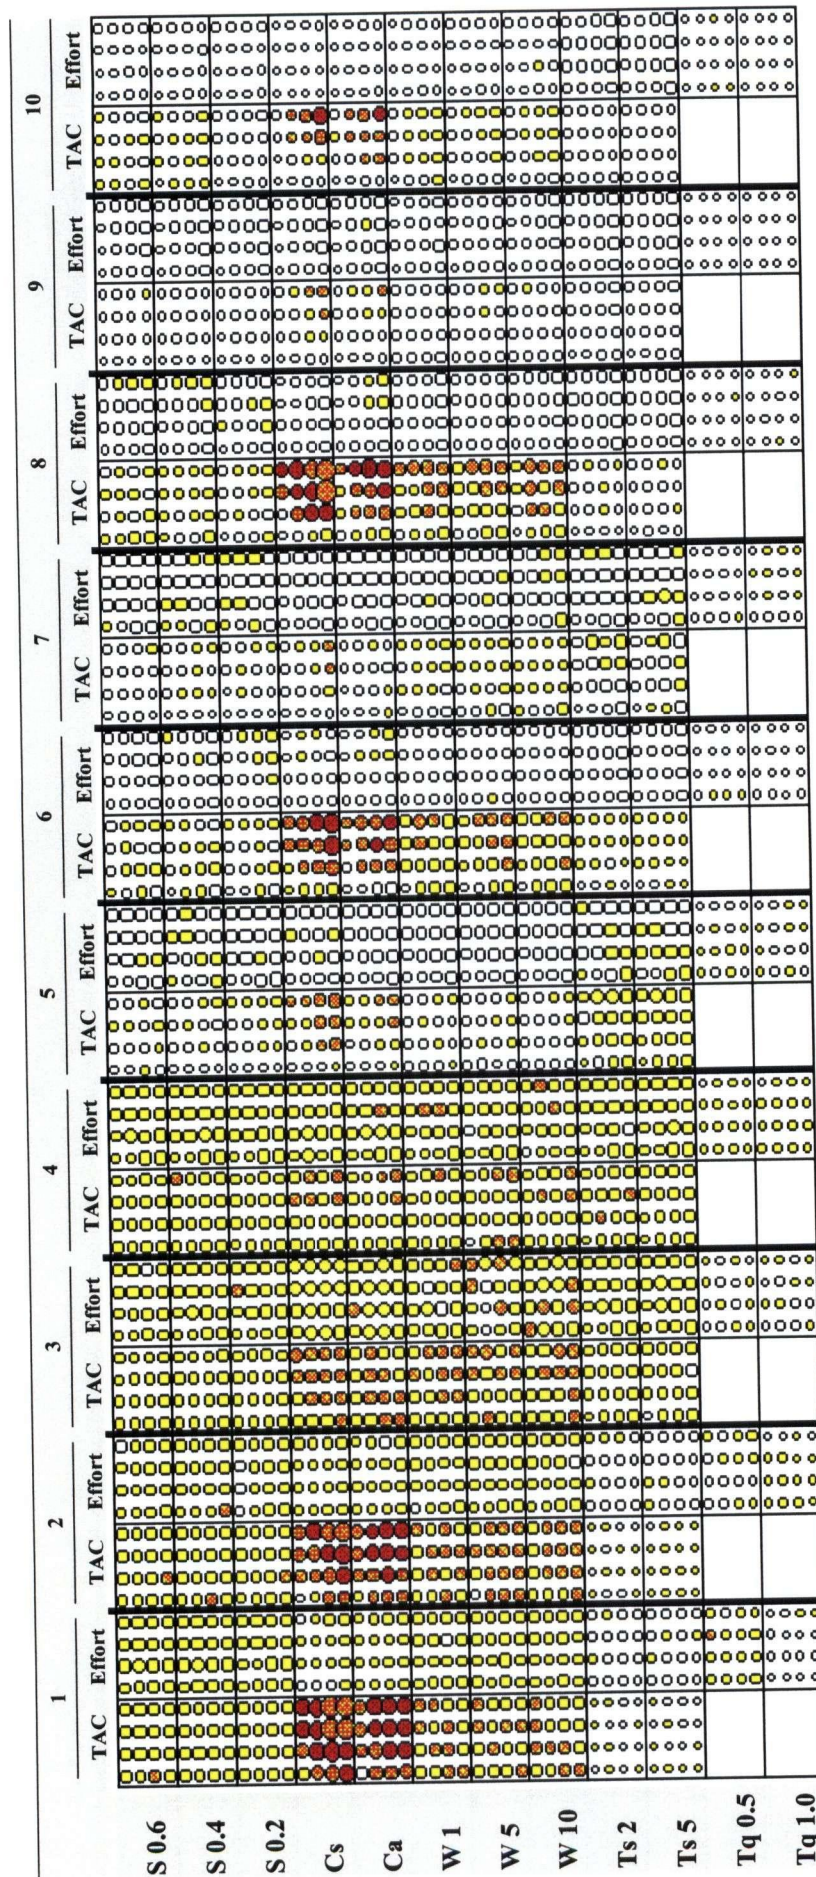 1 2 3 4 5 6 7 8 9 10
TAC Effort TAC Effort TAC Effort TAC Effort TAC Effort TAC Effort TAC Effort TAC Effort TAC Effort TAC Effort
S 0.6
S 0.4
S 0.2
Cs
Ca
W 1
W 5
W 10
Ts 2
Ts 5
Tq 0.5
Tq 1.0